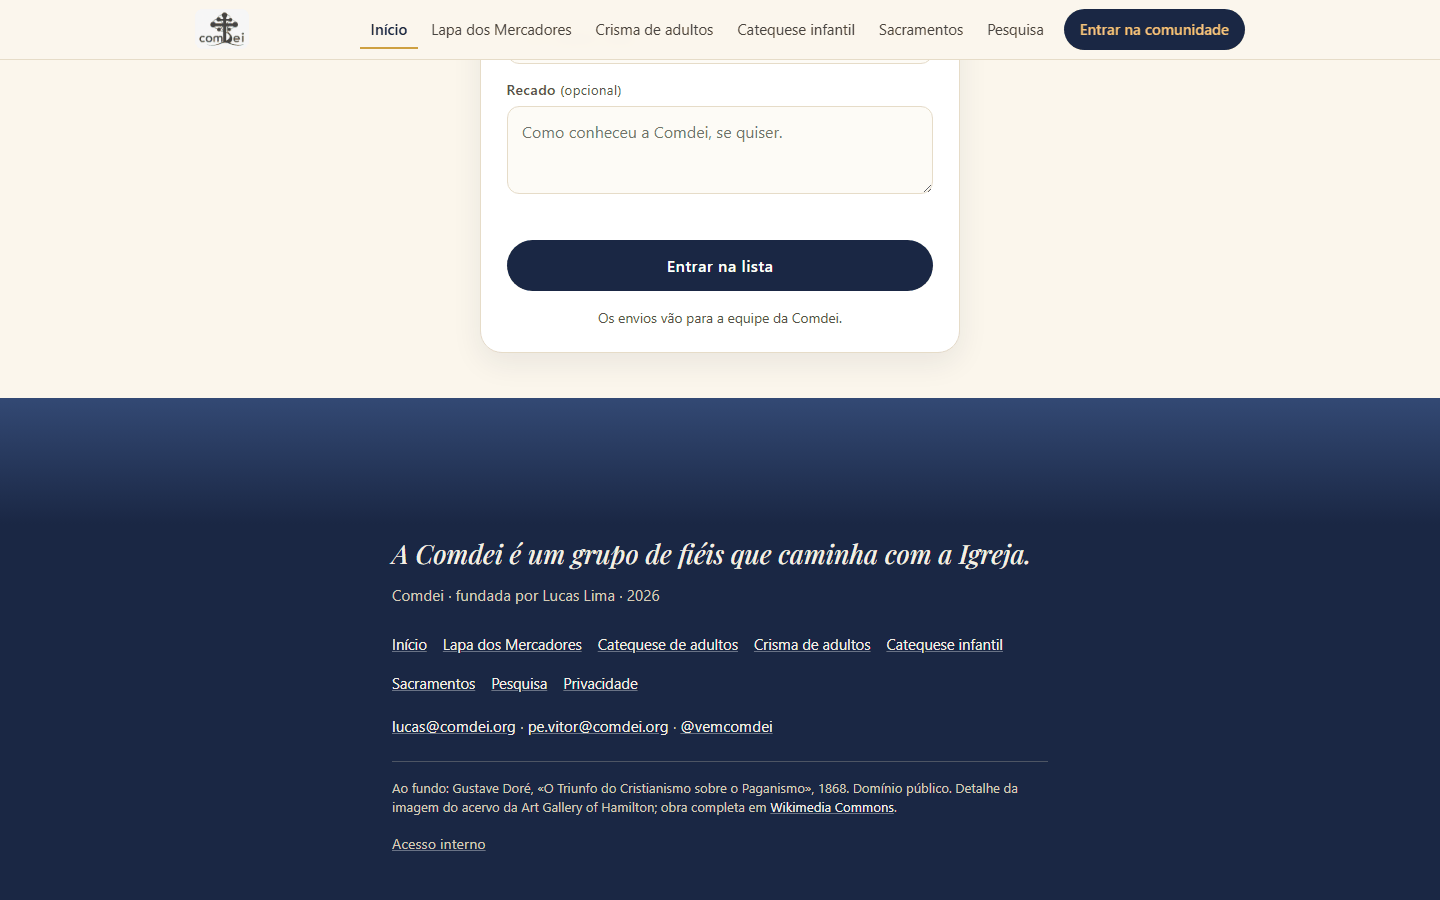 comDei
Início Lapa dos Mercadores Crisma de adultos Catequese infantil Sacramentos Pesquisa Entrar na comunidade
Recado (opcional)
Como conheceu a Comdei, se quiser.
Entrar na lista
Os envios vão para a equipe da Comdei.
A Comdei é um grupo de fiéis que caminha com a Igreja.
Comdei · fundada por Lucas Lima · 2026
Início Lapa dos Mercadores Catequese de adultos Crisma de adultos Catequese infantil
Sacramentos Pesquisa Privacidade
lucas@comdei.org · pe.vitor@comdei.org · @vemcomdei
Ao fundo: Gustave Doré, «O Triunfo do Cristianismo sobre o Paganismo», 1868. Domínio público. Detalhe da
imagem do acervo da Art Gallery of Hamilton; obra completa em Wikimedia Commons.
Acesso interno